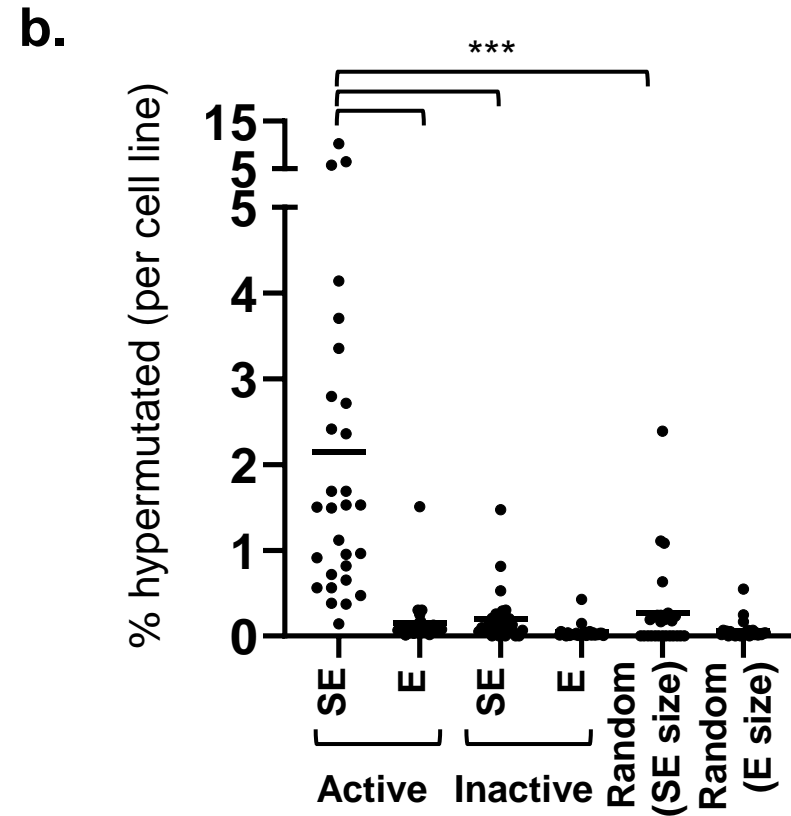 b.
***
% hypermutated (per cell line)
15
5
5
4
3
2
1
0
SE
E
SE
E
Random
(SE size)
Random
(E size)
Active
Inactive